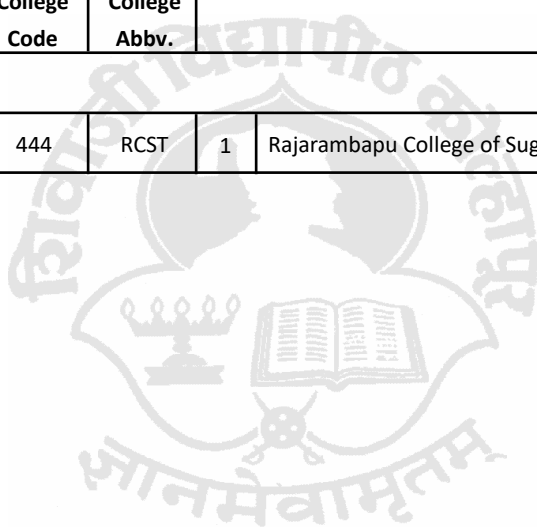 College College
Code Abbv.
444 RCST 1 Rajarambapu College of Sug
शिवाजी विद्यापीठ कोल्हापूर
ज्ञानमेवामृतम्